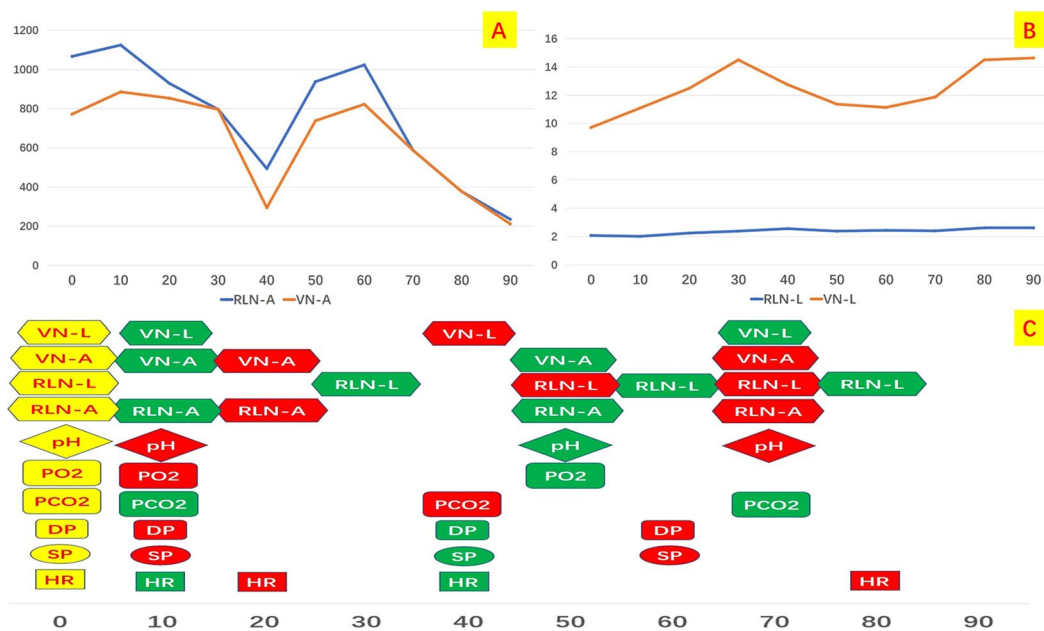 A
1200
1000
800
600
400
200
0
0 10 20 30 40 50 60 70 80 90
RLN-A VN-A
B
16
14
12
10
8
6
4
2
0
0 10 20 30 40 50 60 70 80 90
RLN-L VN-L
C
VN-L VN-L VN-L VN-L
VN-A VN-A VN-A VN-A VN-A
RLN-L RLN-L RLN-L RLN-L RLN-L RLN-L
RLN-A RLN-A RLN-A RLN-A RLN-A
pH pH pH pH
PO2 PO2 PO2
PCO2 PCO2 PCO2 PCO2
DP DP DP DP
SP SP SP SP
HR HR HR HR HR
0 10 20 30 40 50 60 70 80 90